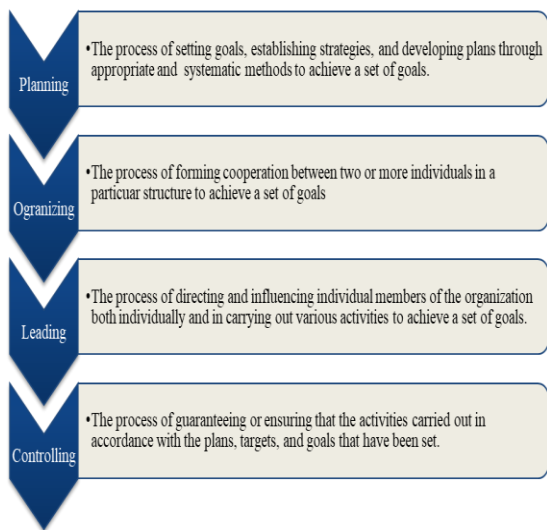 Planning
•The process of setting goals, establishing strategies, and developing plans through
appropriate and systematic methods to achieve a set of goals.
Ogranizing
•The process of forming cooperation between two or more individuals in a
particuar structure to achieve a set of goals
Leading
•The process of directing and influencing individual members of the organization
both individually and in carrying out various activities to achieve a set of goals.
Controlling
•The process of guaranteeing or ensuring that the activities carried out in
accordance with the plans, targets, and goals that have been set.